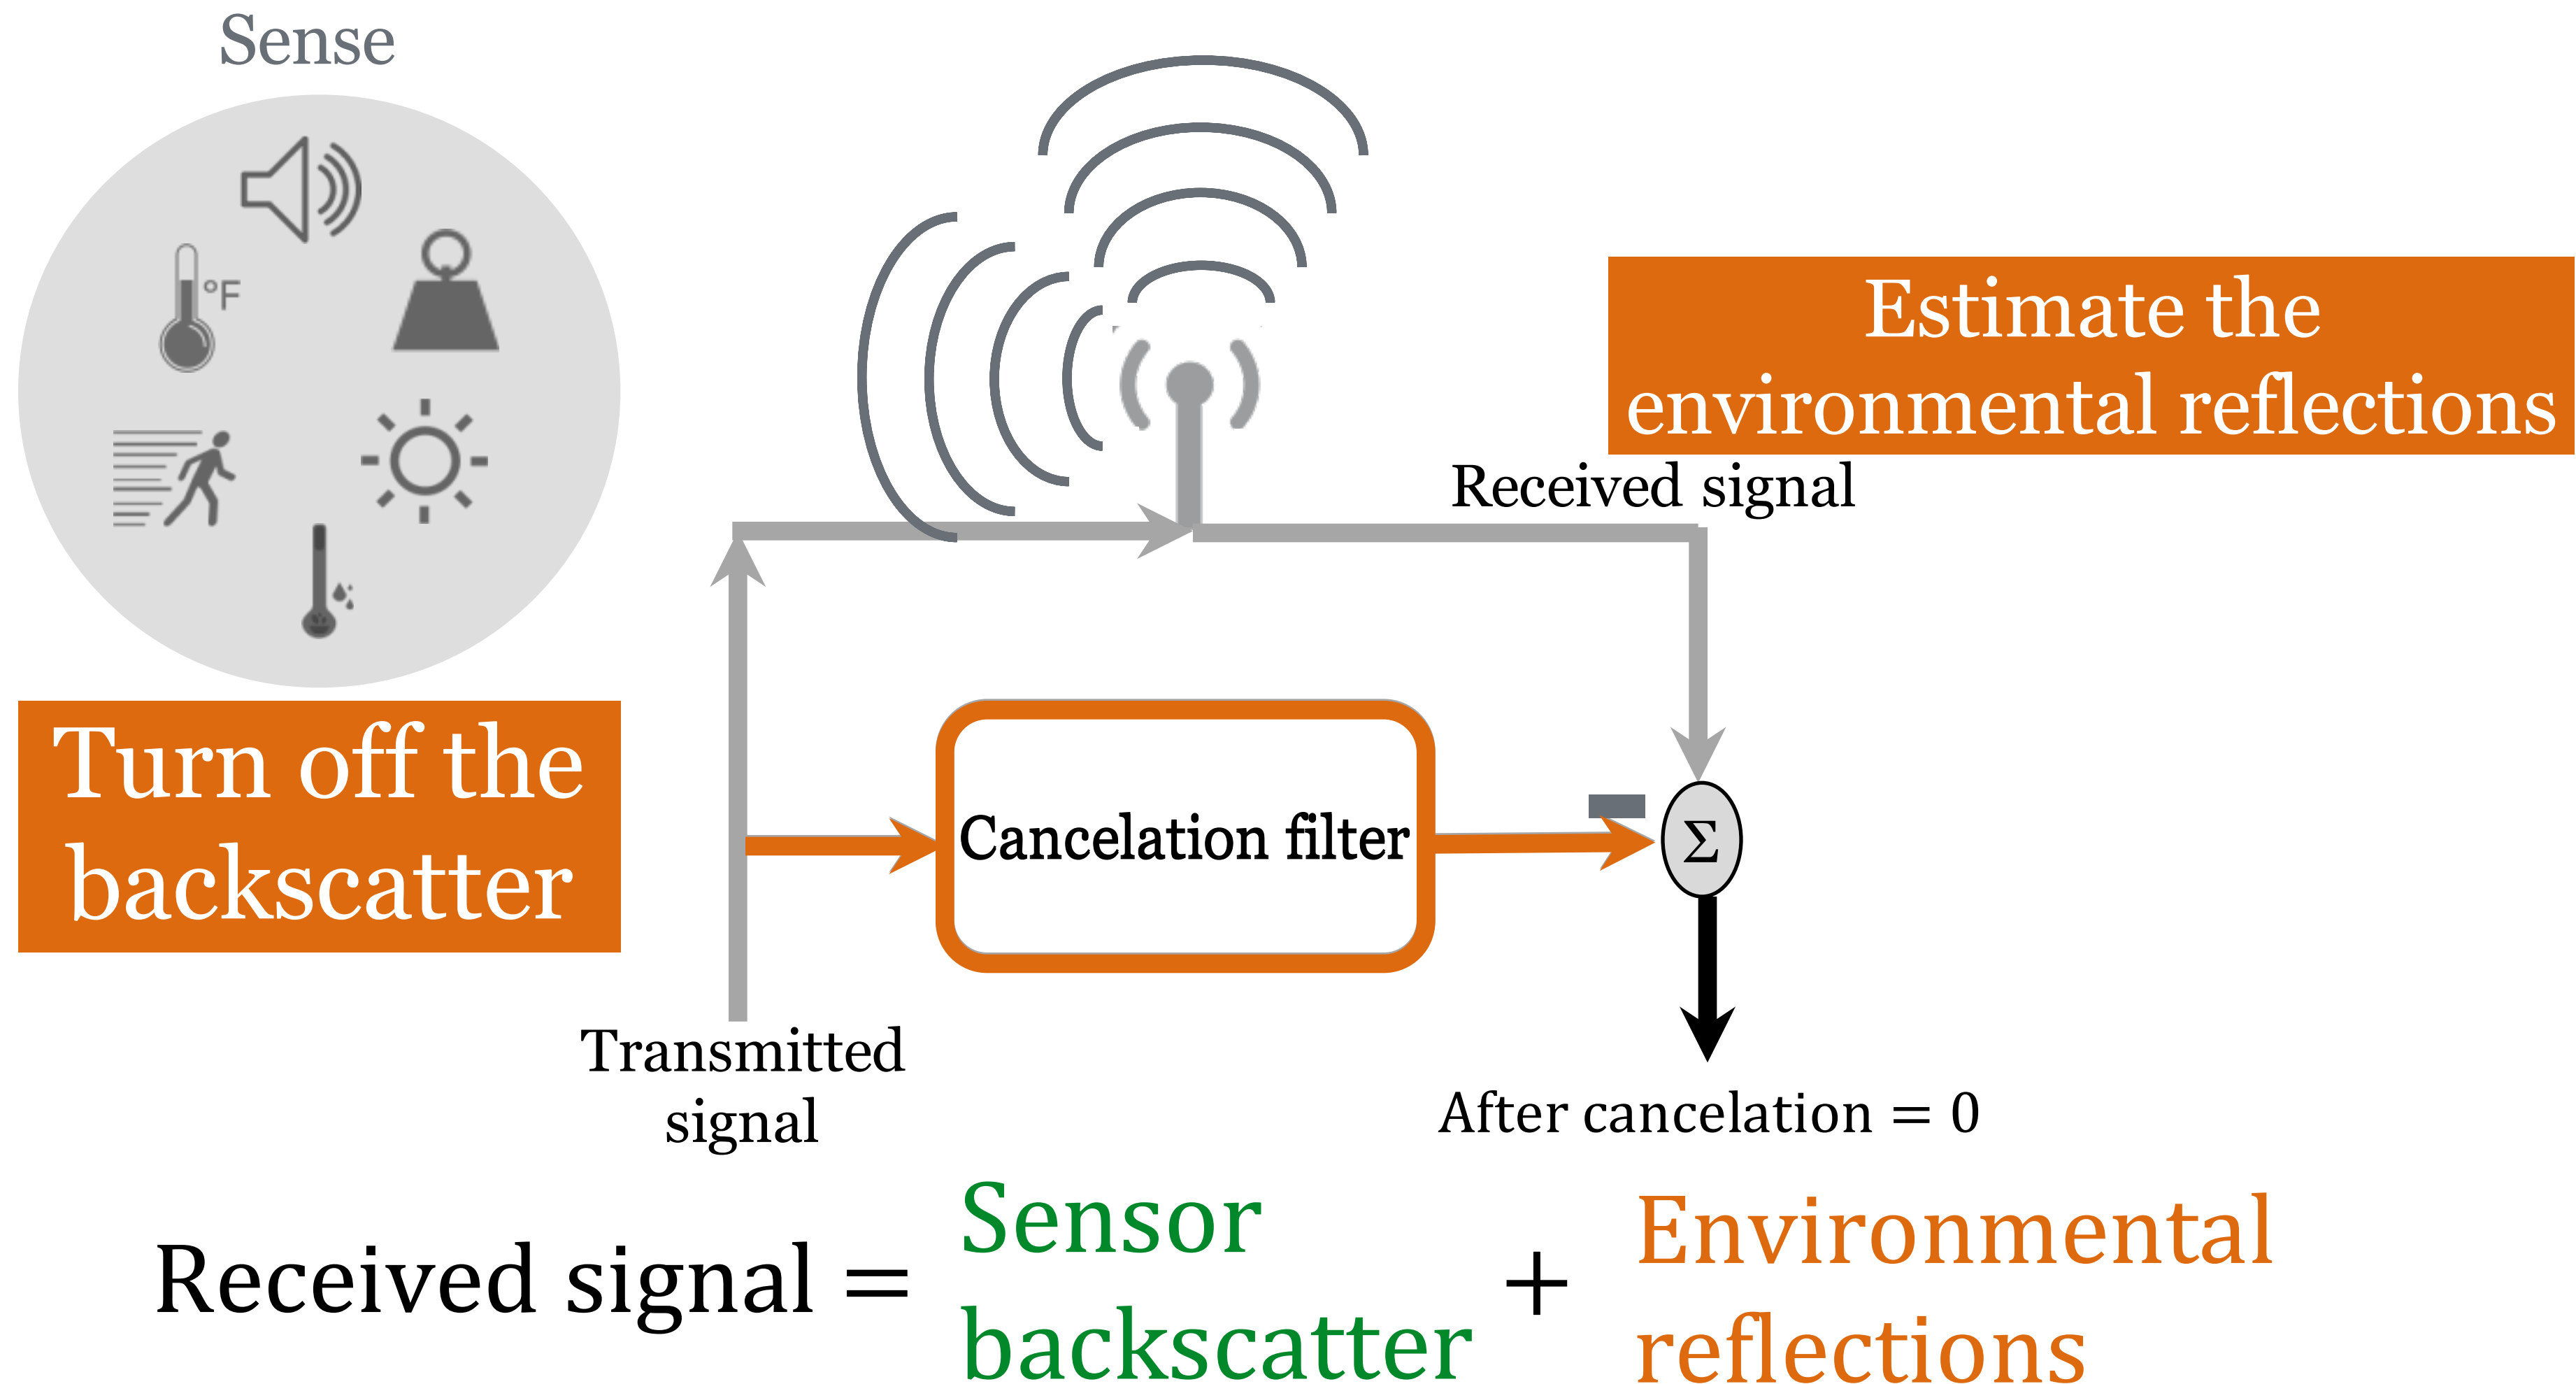 Sense
°F
Turn off the
backscatter
Estimate the
environmental reflections
Received signal
Cancelation filter
Σ
Transmitted
signal
After cancelation = 0
Received signal = Sensor backscatter + Environmental reflections